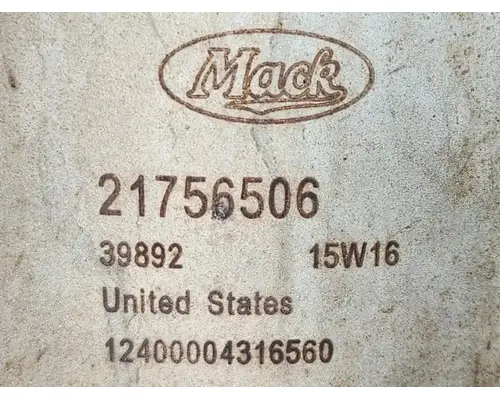 Mack
21756506
39892 15W16
United States
12400004316560